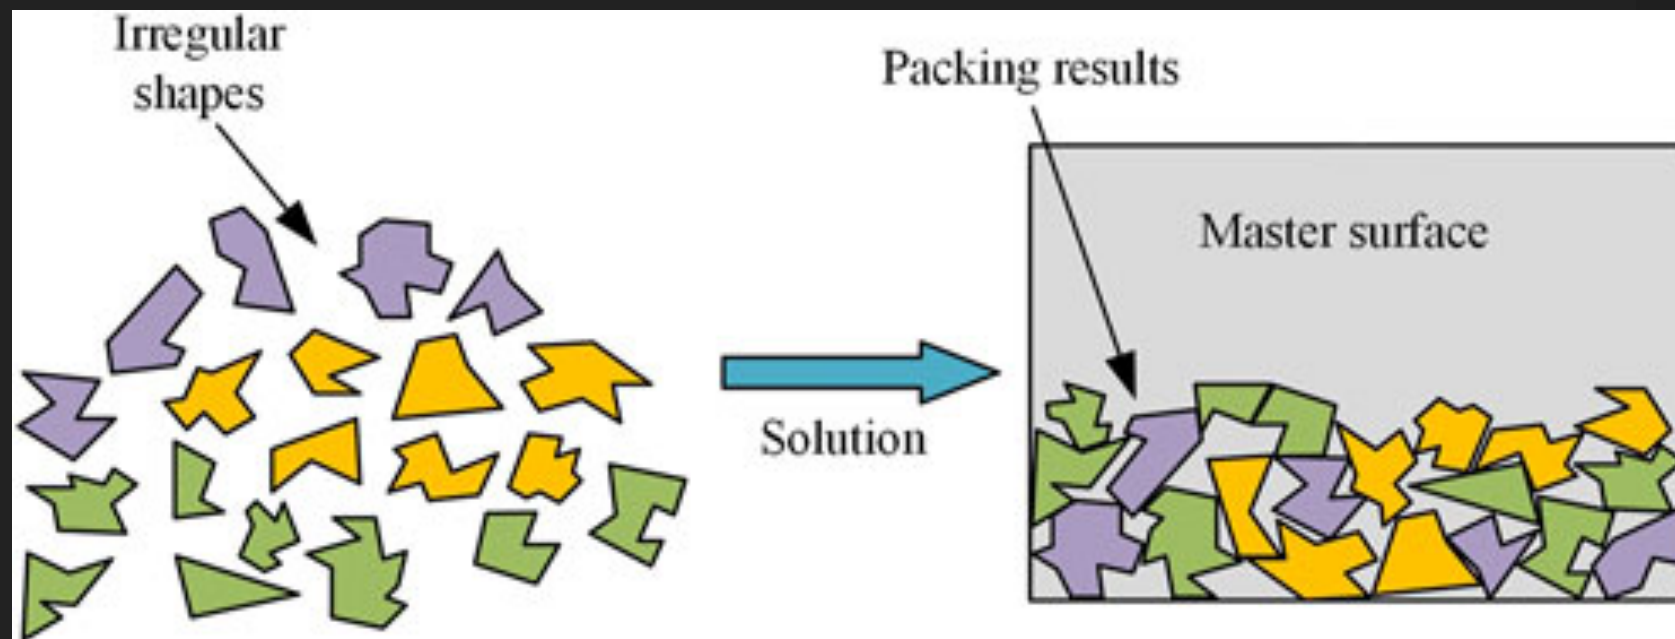 Irregular
shapes
Packing results
Master surface
Solution